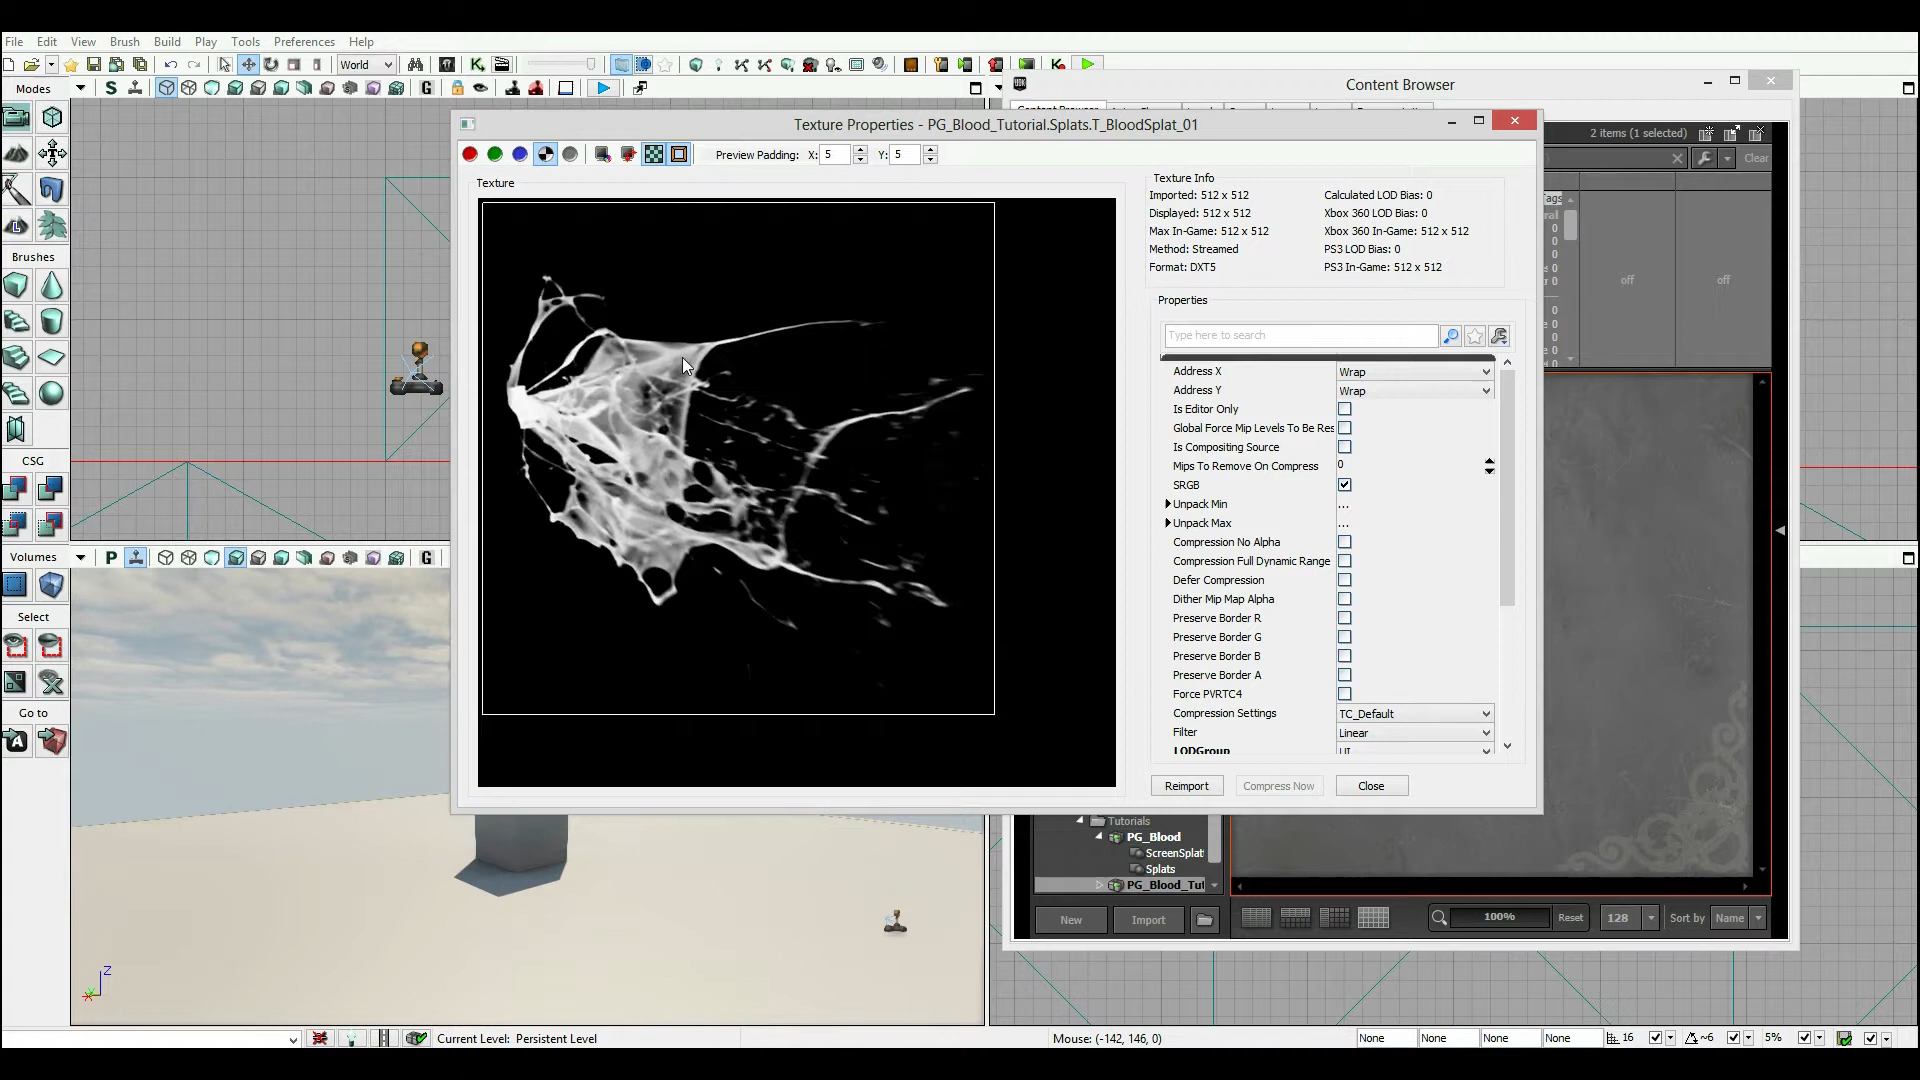 File Edit View Brush Build Play Tools Preferences Help
World
Modes
S
G
Content Browser
Texture Properties - PG_Blood_Tutorial.Splats.T_BloodSplat_01
2 items (1 selected)
Preview Padding: X: 5 Y: 5
Clear
Texture
Texture Info
Imported: 512 x 512
Displayed: 512 x 512
Max In-Game: 512 x 512
Method: Streamed
Format: DXT5
Calculated LOD Bias: 0
Xbox 360 LOD Bias: 0
Xbox 360 In-Game: 512 x 512
PS3 LOD Bias: 0
PS3 In-Game: 512 x 512
Tags
off
off
Properties
Type here to search
Address X Wrap
Address Y Wrap
Is Editor Only
Global Force Mip Levels To Be Res
Is Compositing Source
Mips To Remove On Compress 0
SRGB
Unpack Min ...
Unpack Max ...
Compression No Alpha
Compression Full Dynamic Range
Defer Compression
Dither Mip Map Alpha
Preserve Border R
Preserve Border G
Preserve Border B
Preserve Border A
Force PVRTC4
Compression Settings TC_Default
Filter Linear
LODGroup UI
Reimport Compress Now Close
Brushes
CSG
Volumes
P
G
Select
Go to
Tutorials
PG_Blood
ScreenSplat
Splats
PG_Blood_Tut
New Import
100% Reset 128 Sort by Name
Z
Current Level: Persistent Level
Mouse: (-142, 146, 0)
None None None None 16 ~6 5%